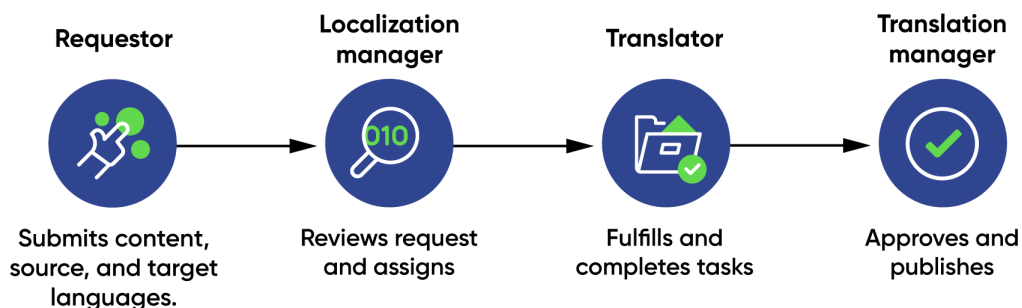 Requestor
Localization
manager
Translator
Translation
manager
010
Submits content,
source, and target
languages.
Reviews request
and assigns
Fulfills and
completes tasks
Approves and
publishes